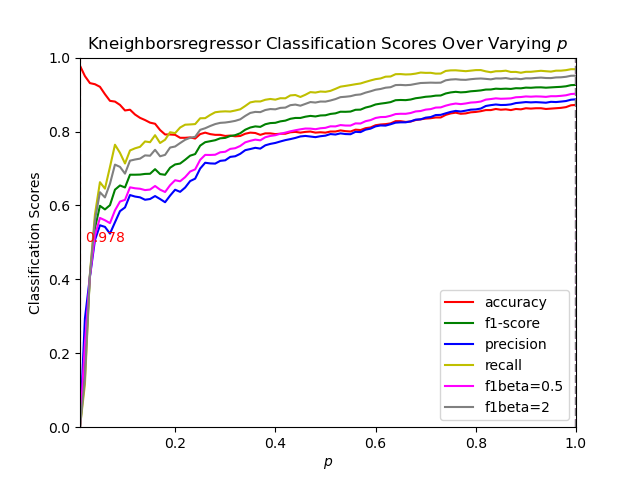 Kneighborsregressor Classification Scores Over Varying p
Classification Scores
1.0
0.8
0.6
0.4
0.2
0.0
0.978
accuracy
f1-score
precision
recall
f1beta=0.5
f1beta=2
0.2 0.4 0.6 0.8 1.0
p